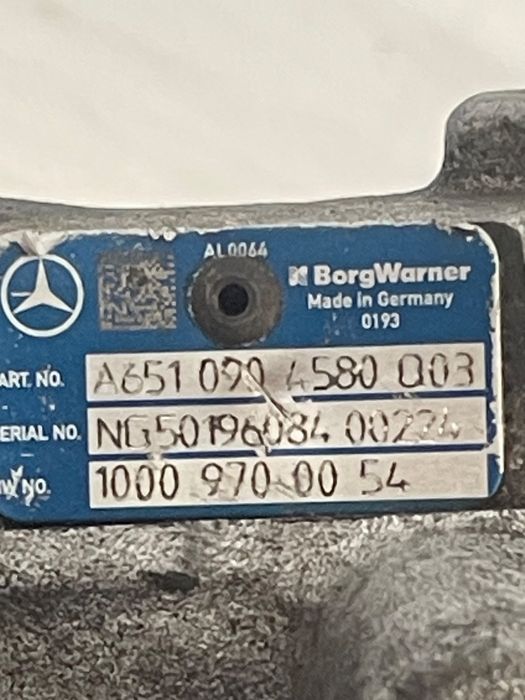 AL0064
BorgWarner
Made in Germany
0193
ART. NO. A651 090 4580 Q03
ERIAL NO. NG50196084 00274
W NO. 1000 970 00 54